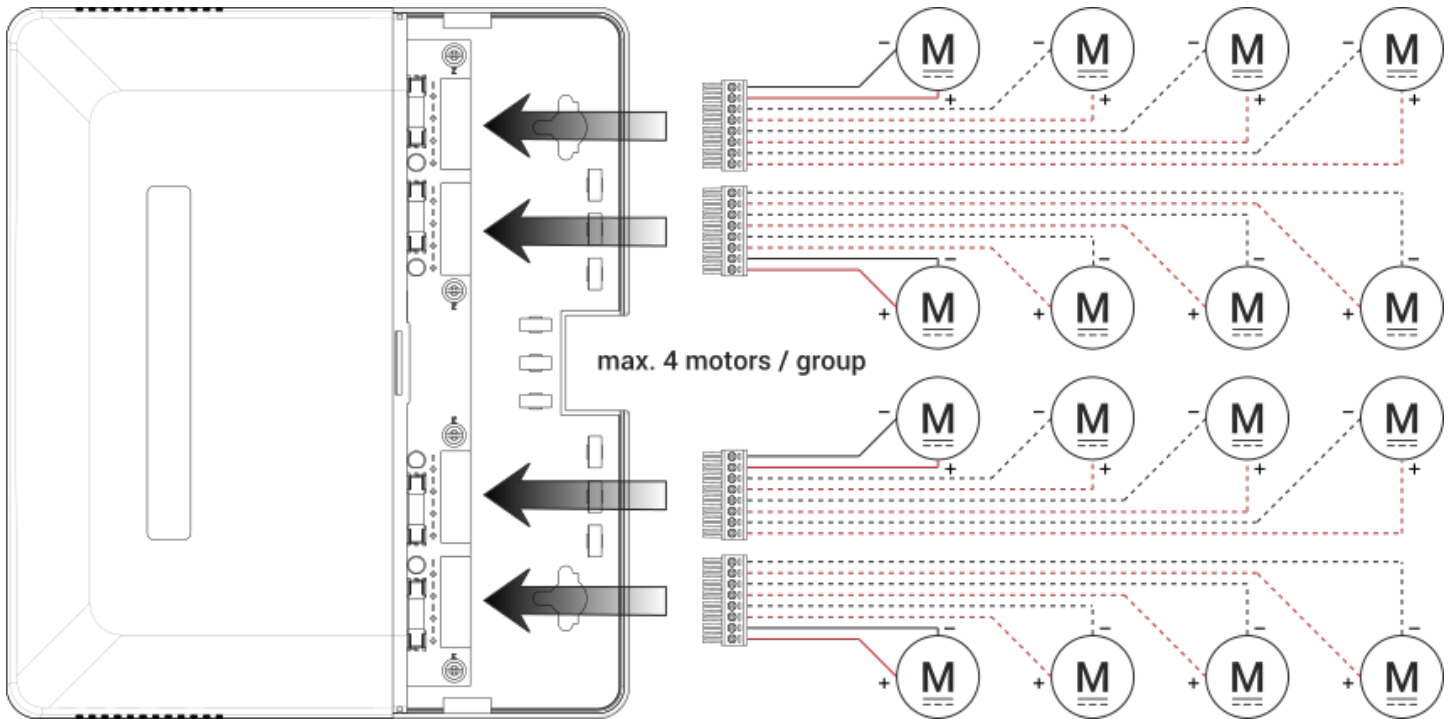 - M - M - M - M
+ + + +
- - - -
+ M + M + M + M
max. 4 motors / group
- M - M - M - M
+ + + +
- - - -
+ M + M + M + M